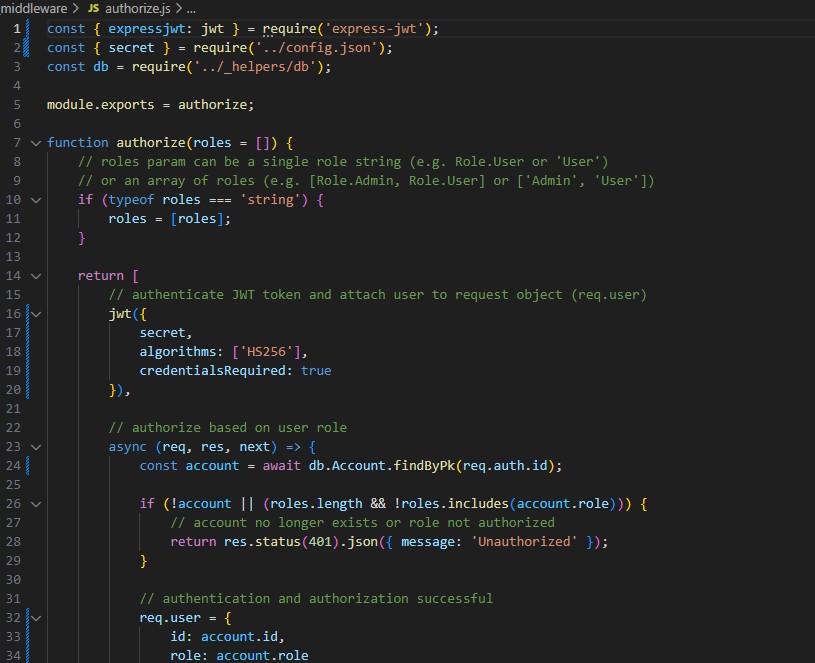 _middleware > JS authorize.js > ...
1 const { expressjwt: jwt } = require('express-jwt');
2 const { secret } = require('../config.json');
3 const db = require('../_helpers/db');
4
5 module.exports = authorize;
6
7 function authorize(roles = []) {
8     // roles param can be a single role string (e.g. Role.User or 'User')
9     // or an array of roles (e.g. [Role.Admin, Role.User] or ['Admin', 'User'])
10     if (typeof roles === 'string') {
11         roles = [roles];
12     }
13
14     return [
15         // authenticate JWT token and attach user to request object (req.user)
16         jwt({
17             secret,
18             algorithms: ['HS256'],
19             credentialsRequired: true
20         }),
21
22         // authorize based on user role
23         async (req, res, next) => {
24             const account = await db.Account.findByPk(req.auth.id);
25
26             if (!account || (roles.length && !roles.includes(account.role))) {
27                 // account no longer exists or role not authorized
28                 return res.status(401).json({ message: 'Unauthorized' });
29             }
30
31             // authentication and authorization successful
32             req.user = {
33                 id: account.id,
34                 role: account.role